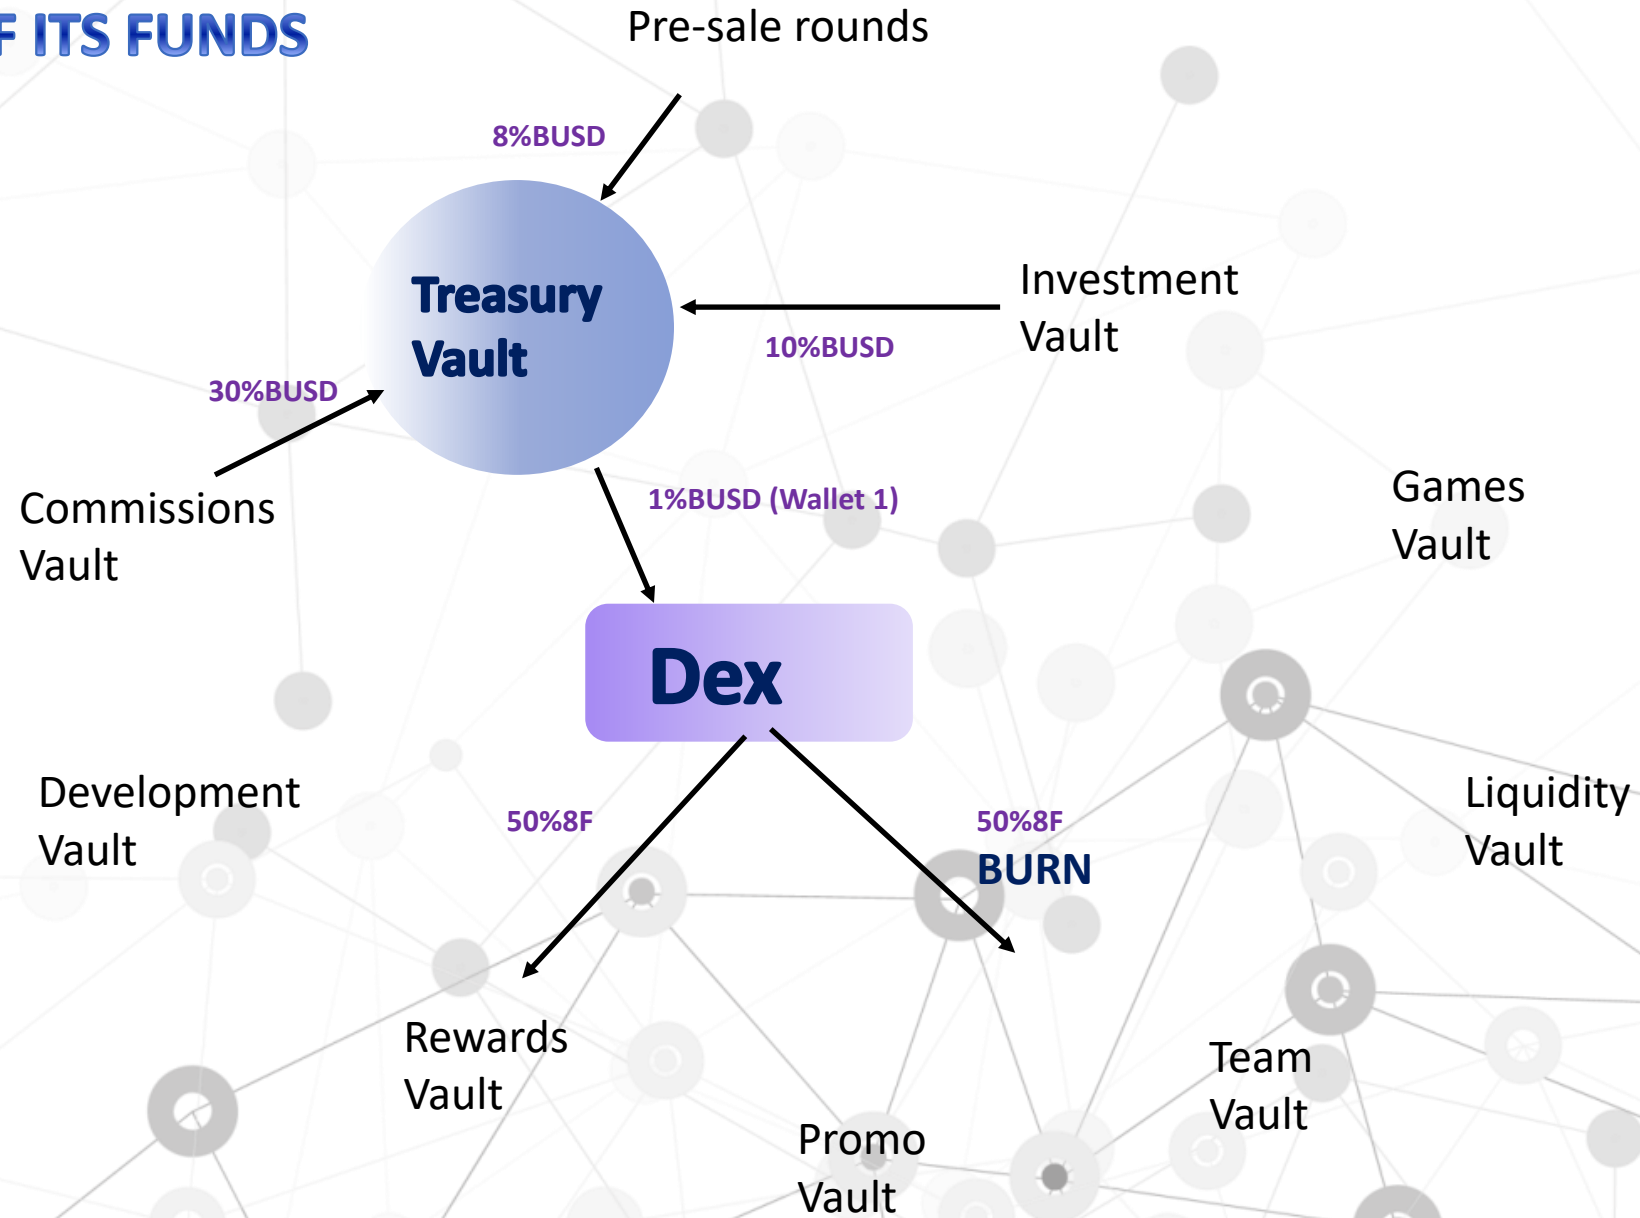 F ITS FUNDS
Pre-sale rounds
8%BUSD
Treasury
Vault
Investment
Vault
10%BUSD
30%BUSD
Commissions
Vault
1%BUSD (Wallet 1)
Games
Vault
Dex
Development
Vault
50%8F
50%8F
BURN
Liquidity
Vault
Rewards
Vault
Team
Vault
Promo
Vault